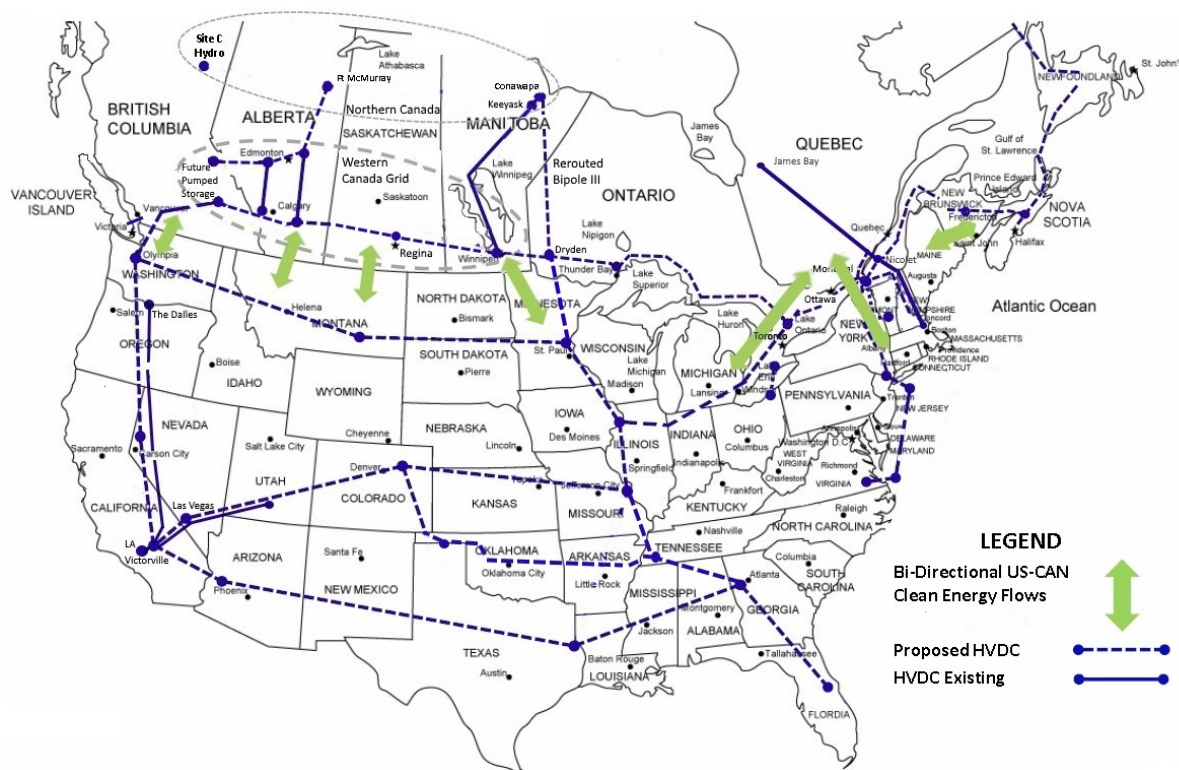 Site C
Hydro
Lake
Athabasca
Ft McMurray
Conawapa
Keeyask
NEWFOUNDLAND
St. John's
BRITISH
COLUMBIA
ALBERTA
Northern Canada
SASKATCHEWAN
MANITOBA
James
Bay
QUEBEC
James Bay
Gulf of
St. Lawrence
Edmonton
Western
Canada Grid
Lake
Winnipeg
Rerouted
Bipole III
ONTARIO
Prince Edward
Island
Future
Pumped
Storage
VANCOUVER
ISLAND
Vancouver
Victoria
Calgary
Saskatoon
Regina
Winnipeg
Lake
Nipigon
Dryden
Thunder Bay
Lake
Superior
NEW
BRUNSWICK
Fredericton
NOVA
SCOTIA
Quebec
Saint John
Halifax
Nicolet
MAINE
Augusta
Olympia
WASHINGTON
Montreal
Ottawa
Atlantic Ocean
Salem
The Dalles
OREGON
Helena
MONTANA
NORTH DAKOTA
Bismarck
MINNESOTA
St. Paul
WISCONSIN
Lake
Huron
Toronto
Lake
Ontario
NEW
YORK
Albany
Concord
Boston
MASSACHUSETTS
Providence
RHODE ISLAND
Hartford
CONNECTICUT
Boise
IDAHO
WYOMING
SOUTH DAKOTA
Pierre
Madison
Lake
Michigan
MICHIGAN
Lansing
Lake
Erie
PENNSYLVANIA
Trenton
NEW JERSEY
NEVADA
Sacramento
Carson City
Salt Lake City
UTAH
Cheyenne
NEBRASKA
Lincoln
IOWA
Des Moines
ILLINOIS
Springfield
INDIANA
Indianapolis
OHIO
Columbus
Annapolis
Washington D.C
DELAWARE
MARYLAND
WEST
VIRGINIA
Charleston
Richmond
VIRGINIA
Denver
COLORADO
KANSAS
Topeka
Jefferson City
MISSOURI
Frankfort
KENTUCKY
CALIFORNIA
Las Vegas
Raleigh
NORTH CAROLINA
Nashville
TENNESSEE
LA
Victorville
ARIZONA
Santa Fe
NEW MEXICO
OKLAHOMA
Oklahoma City
ARKANSAS
Little Rock
Columbia
SOUTH
CAROLINA
Phoenix
MISSISSIPPI
Jackson
Montgomery
ALABAMA
Atlanta
GEORGIA
TEXAS
Austin
Baton Rouge
LOUISIANA
Tallahassee
FLORDIA
LEGEND
Bi-Directional US-CAN
Clean Energy Flows
Proposed HVDC
HVDC Existing